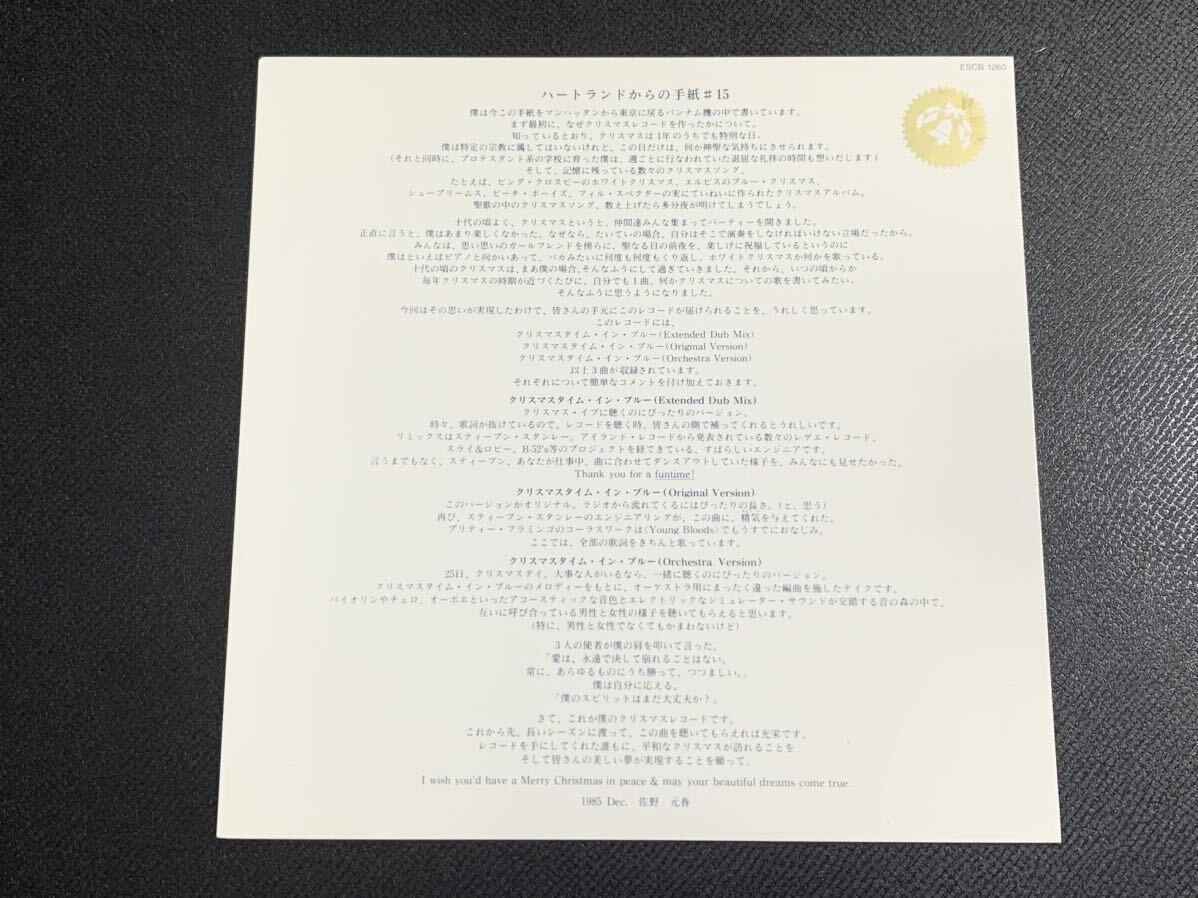 ESCB 1260
ハートランドからの手紙♯15
僕は今この手紙をマンハッタンから東京に戻るパンナム機の中で書いています。
まず最初に、なぜクリスマスレコードを作ったかについて。
知っているとおり、クリスマスは1年のうちでも特別な日。
僕は特定の宗教に属してはいないけれど、この日だけは、何か神聖な気持ちにさせられます。
(それと同時に、プロテスタント系の学校に育った僕は、週ごとに行なわれていた退屈な礼拝の時間も想いだします)
そして、記憶に残っている数々のクリスマスソング、
たとえば、ビング・クロスビーのホワイトクリスマス、エルビスのブルー・クリスマス、
シュープリームス、ビーチ・ボーイズ、フィル・スペクターの実にていねいに作られたクリスマスアルバム。
聖歌の中のクリスマスソング、数え上げたら多分夜が明けてしまうでしょう。
十代の頃よく、クリスマスというと、仲間達みんな集まってパーティーを開きました。
正直に言うと、僕はあまり楽しくなかった。なぜなら、たいていの場合、自分はそこで演奏をしなければいけない立場だったから。
みんなは、思い思いのガールフレンドを傍らに、聖なる日の前夜を、楽しげに祝福しているというのに
僕はといえばピアノと向かいあって、バカみたいに何度も何度もくり返し、ホワイトクリスマスか何かを歌っている。
十代の頃のクリスマスは、まあ僕の場合、そんなふうにして過ぎていきました。それから、いつの頃からか
毎年クリスマスの時期が近づくたびに、自分でも1曲、何かクリスマスについての歌を書いてみたい、
そんなふうに思うようになりました。
今回はその思いが実現したわけで、皆さんの手元にこのレコードが届けられることを、うれしく思っています。
このレコードには、
クリスマスタイム・イン・ブルー(Extended Dub Mix)
クリスマスタイム・イン・ブルー(Original Version)
クリスマスタイム・イン・ブルー(Orchestra Version)
以上3曲が収録されています。
それぞれについて簡単なコメントを付け加えておきます。
クリスマスタイム・イン・ブルー(Extended Dub Mix)
クリスマス・イブに聴くのにぴったりのバージョン。
時々、歌詞が抜けているので、レコードを聴く時、皆さんの側で補ってくれるとうれしいです。
リミックスはスティーブン・スタンレー。アイランド・レコードから発表されている数々のレゲエ・レコード、
スライ&ロビー、B-52's等のプロジェクトを経てきている、すばらしいエンジニアです。
言うまでもなく、スティーブン、あなたが仕事中、曲に合わせてダンスアウトしていた様子を、みんなにも見せたかった。
Thank you for a funtime!
クリスマスタイム・イン・ブルー(Original Version)
このバージョンがオリジナル。ラジオから流れてくるにはぴったりの長さ。(と、思う)
再び、スティーブン・スタンレーのエンジニアリングが、この曲に、精気を与えてくれた。
プリティー・フラミンゴのコーラスワークは〈Young Bloods〉でもうすでにおなじみ。
ここでは、全部の歌詞をきちんと歌っています。
クリスマスタイム・イン・ブルー(Orchestra Version)
25日、クリスマスデイ。大事な人がいるなら、一緒に聴くのにぴったりのバージョン。
クリスマスタイム・イン・ブルーのメロディーをもとに、オーケストラ用にまったく違った編曲を施したテイクです。
バイオリンやチェロ、オーボエといったアコースティックな音色とエレクトリックなシミュレーター・サウンドが交錯する音の森の中で、
互いに呼び合っている男性と女性の様子を聴いてもらえると思います。
(特に、男性と女性でなくてもかまわないけど)
3人の使者が僕の肩を叩いて言った。
「愛は、永遠で決して崩れることはない。
常に、あらゆるものにうち勝って、つつましい。」
僕は自分に応える。
「僕のスピリットはまだ大丈夫か?」
さて、これが僕のクリスマスレコードです。
これから先、長いシーズンに渡って、この曲を聴いてもらえれば光栄です。
レコードを手にしてくれた誰もに、平和なクリスマスが訪れることを
そして皆さんの美しい夢が実現することを願って、
I wish you'd have a Merry Christmas in peace & may your beautiful dreams come true.
1985 Dec. 佐野 元春